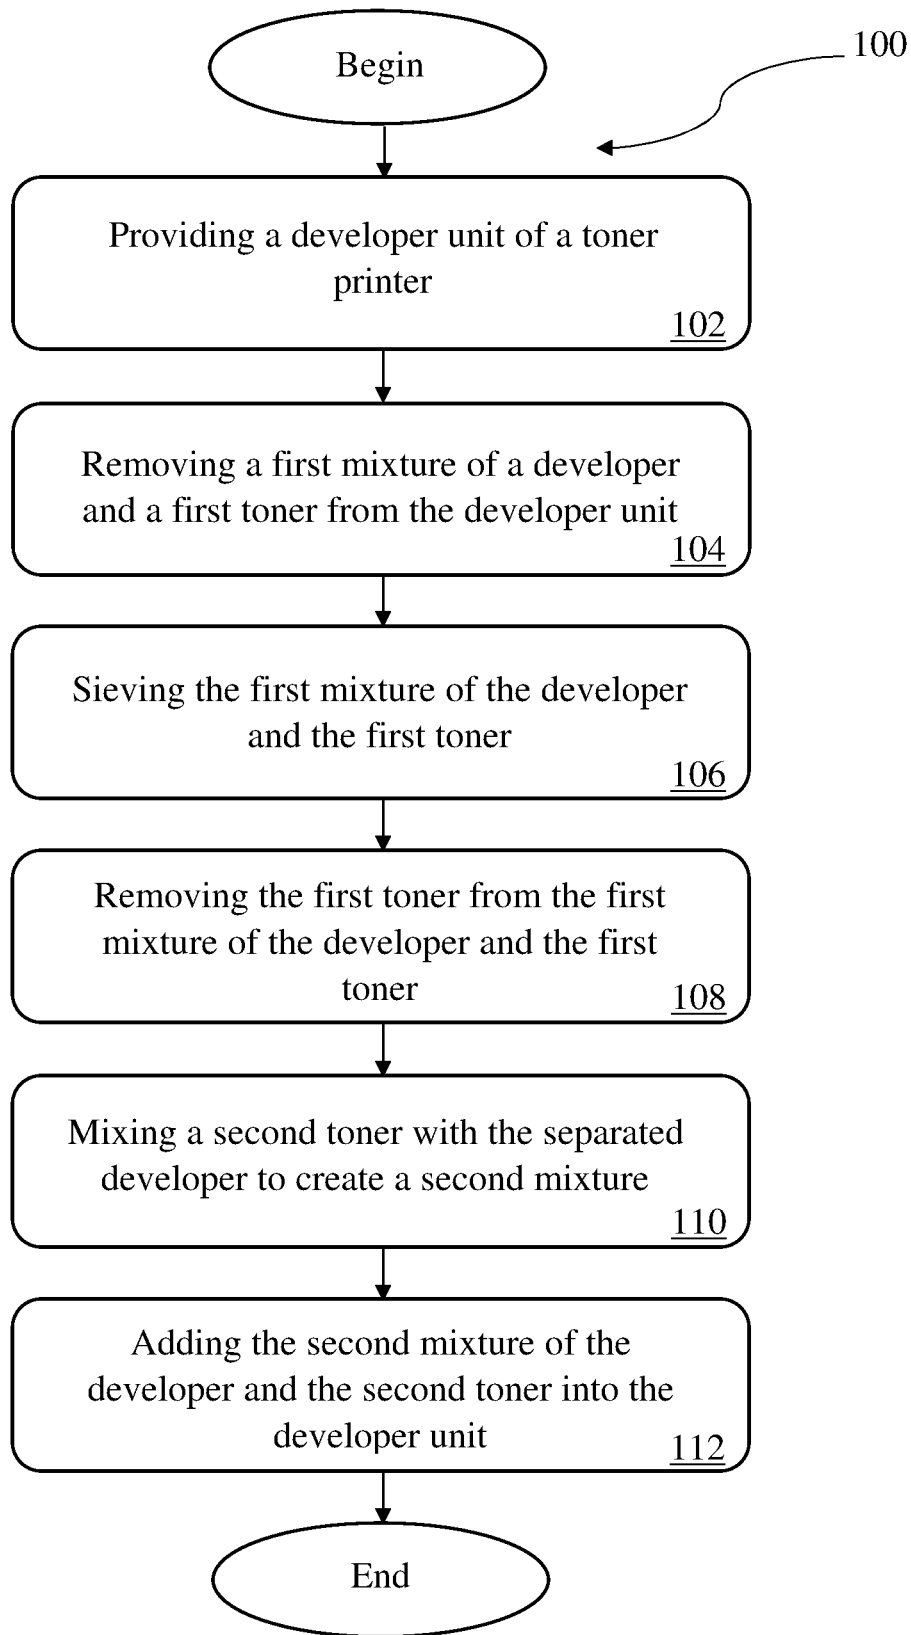 Begin
100
Providing a developer unit of a toner
printer
102
Removing a first mixture of a developer
and a first toner from the developer unit
104
Sieving the first mixture of the developer
and the first toner
106
Removing the first toner from the first
mixture of the developer and the first
toner
108
Mixing a second toner with the separated
developer to create a second mixture
110
Adding the second mixture of the
developer and the second toner into the
developer unit
112
End